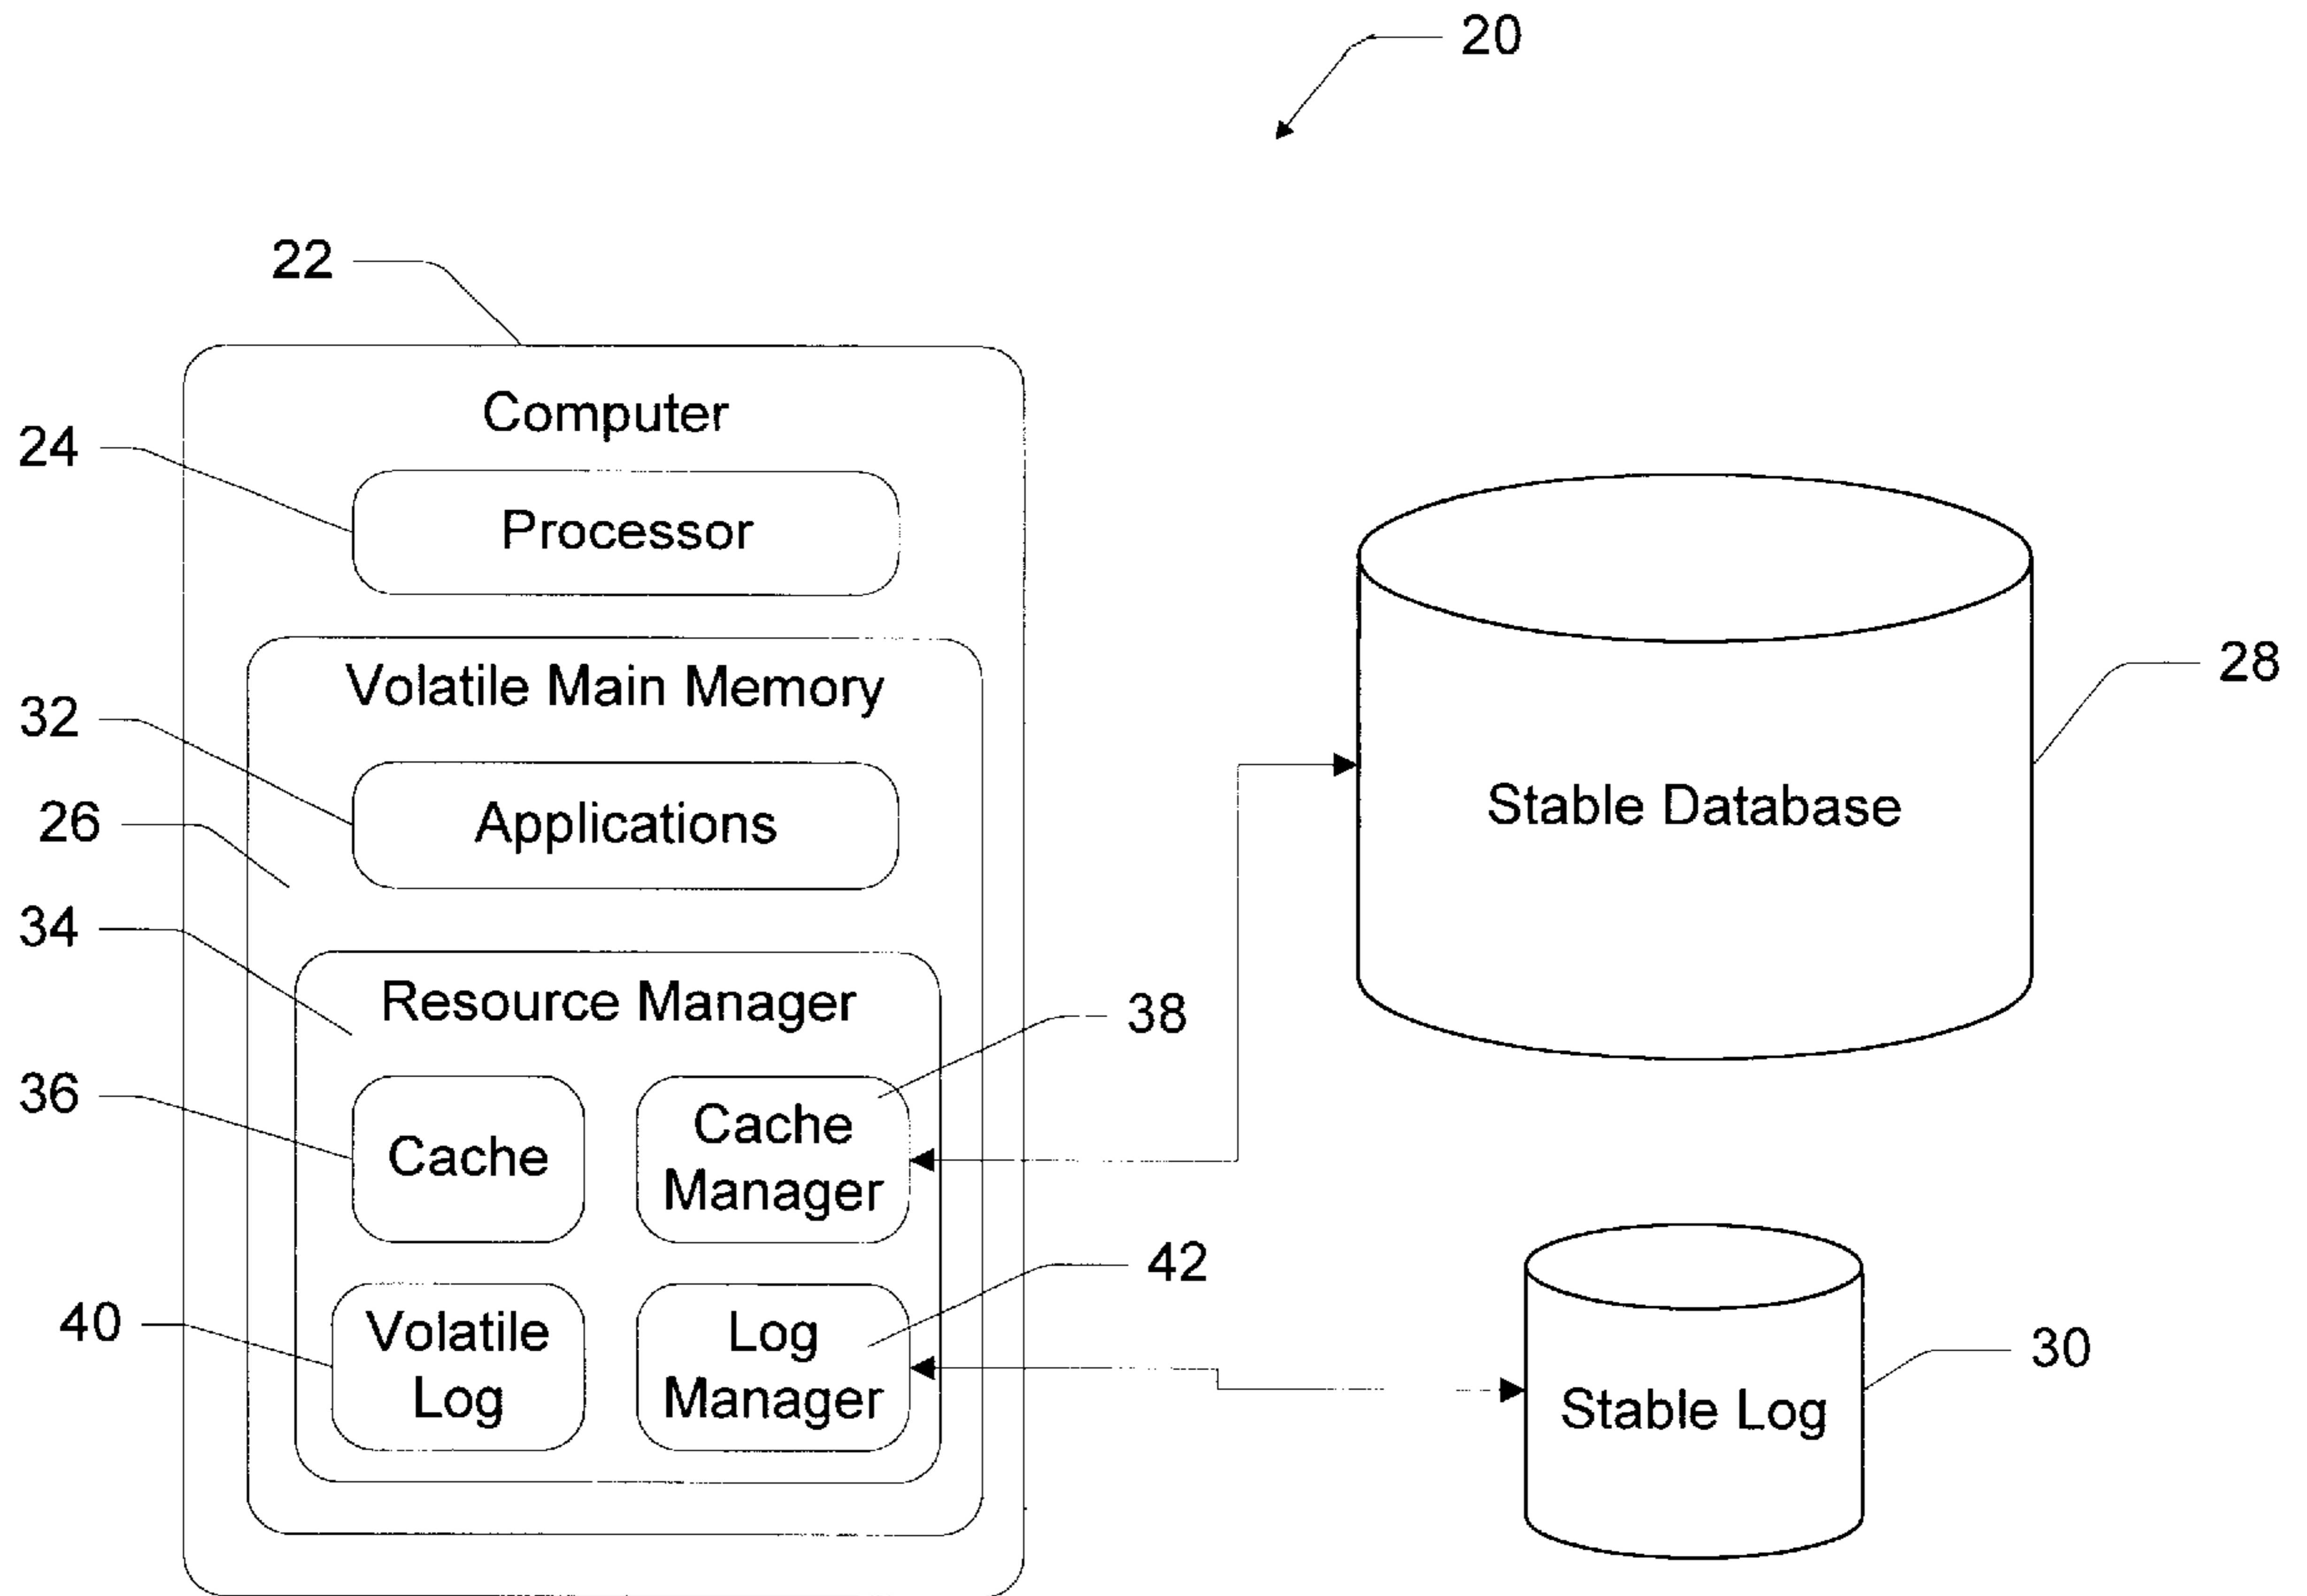 20
22
Computer
24
Processor
Volatile Main Memory
32
28
Applications
26
Stable Database
34
Resource Manager
38
36
Cache
Cache
Manager
42
40
Volatile
Log
Log
Manager
30
Stable Log